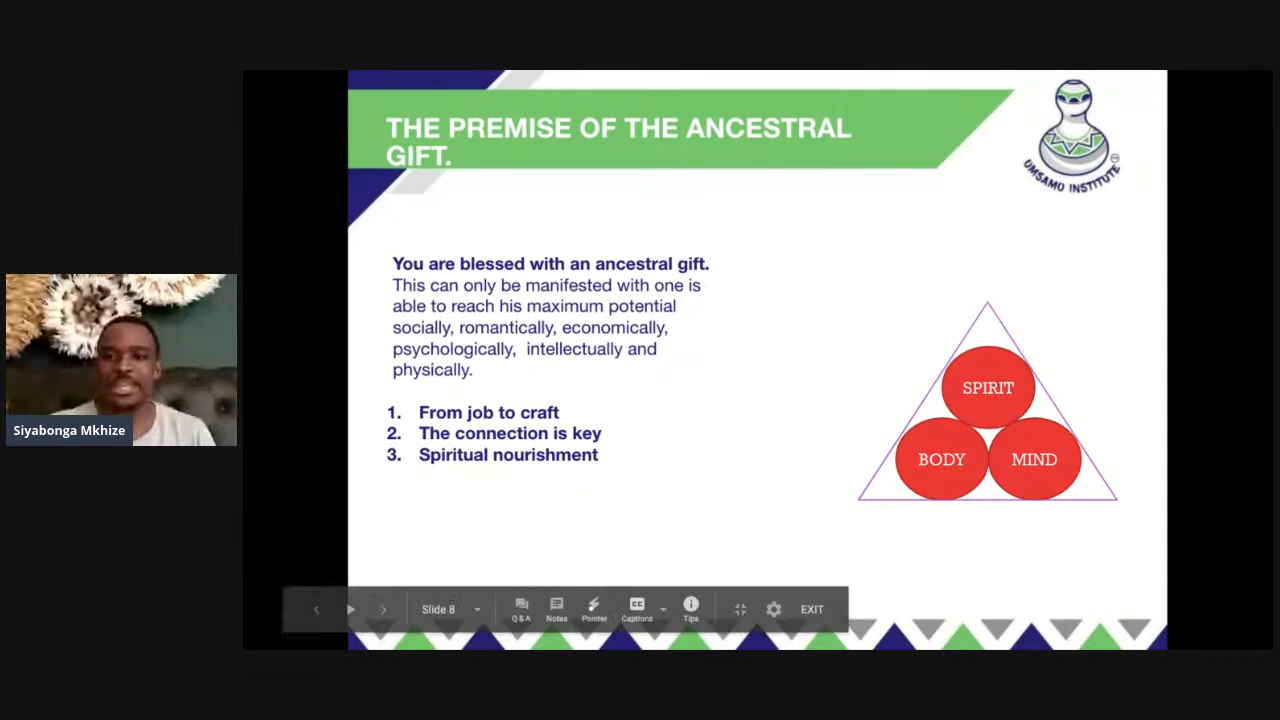 THE PREMISE OF THE ANCESTRAL
GIFT.
UMSAMO INSTITUTE
TM
You are blessed with an ancestral gift.
This can only be manifested with one is
able to reach his maximum potential
socially, romantically, economically,
psychologically, intellectually and
physically.
1. From job to craft
2. The connection is key
3. Spiritual nourishment
SPIRIT
BODY MIND
Siyabonga Mkhize
Slide 8
Q & A Notes Pointer Captions Tips
CC
EXIT